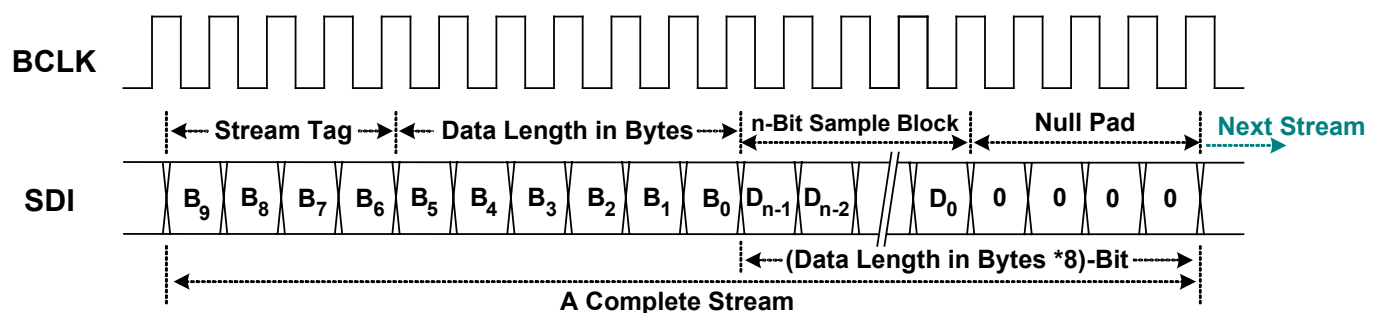 BCLK
Stream Tag Data Length in Bytes n-Bit Sample Block Null Pad Next Stream
SDI B9 B8 B7 B6 B5 B4 B3 B2 B1 B0 Dn-1 Dn-2 D0 0 0 0 0
(Data Length in Bytes *8)-Bit
A Complete Stream